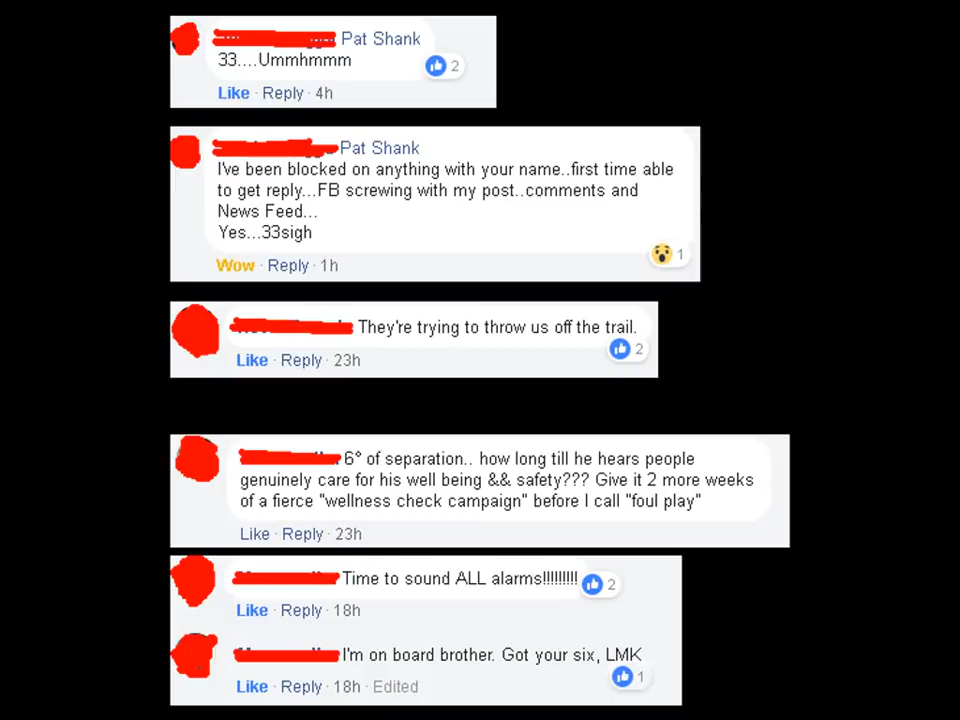 Pat Shank
33....Ummhmmm
2
Like · Reply · 4h
Pat Shank
I've been blocked on anything with your name..first time able
to get reply...FB screwing with my post..comments and
News Feed...
Yes...33sigh
1
Wow · Reply · 1h
They're trying to throw us off the trail.
2
Like · Reply · 23h
6° of separation.. how long till he hears people
genuinely care for his well being && safety??? Give it 2 more weeks
of a fierce "wellness check campaign" before I call "foul play"
Like · Reply · 23h
Time to sound ALL alarms!!!!!!!!! 2
Like · Reply · 18h
I'm on board brother. Got your six, LMK
1
Like · Reply · 18h · Edited